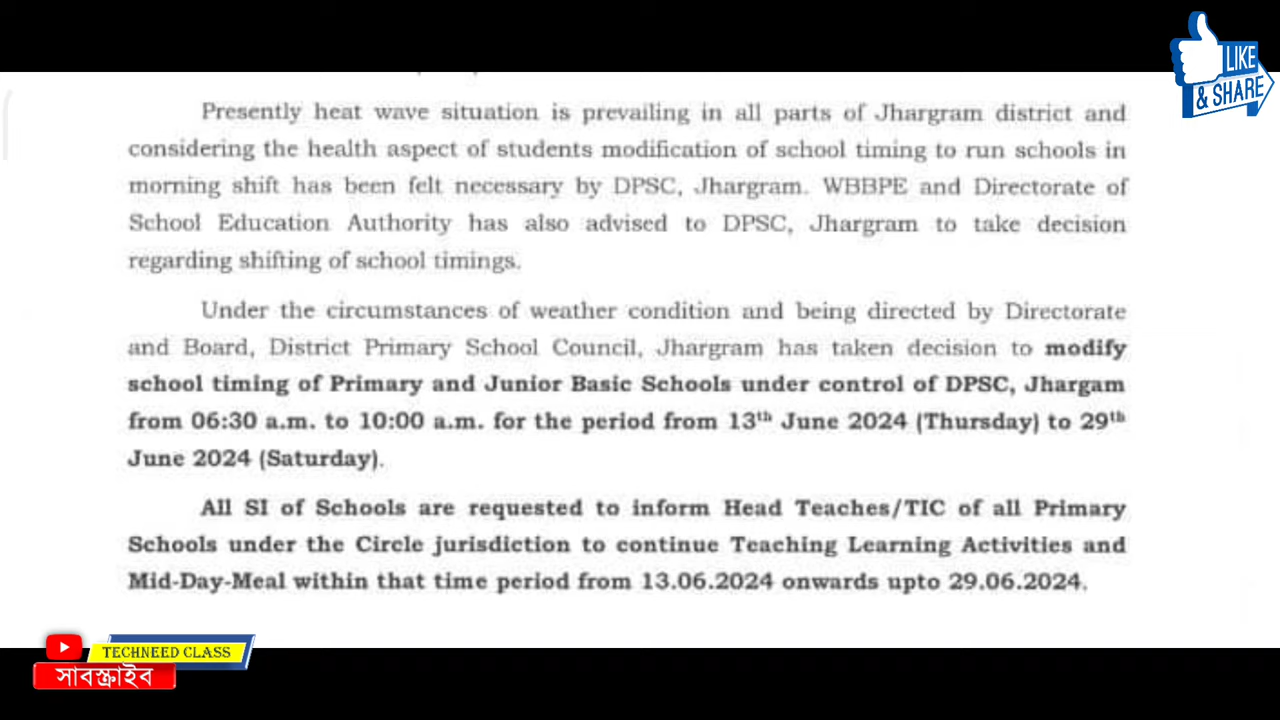 LIKE
& SHARE
Presently heat wave situation is prevailing in all parts of Jhargram district and
considering the health aspect of students modification of school timing to run schools in
morning shift has been felt necessary by DPSC, Jhargram. WBBPE and Directorate of
School Education Authority has also advised to DPSC, Jhargram to take decision
regarding shifting of school timings.
Under the circumstances of weather condition and being directed by Directorate
and Board, District Primary School Council, Jhargram has taken decision to modify
school timing of Primary and Junior Basic Schools under control of DPSC, Jhargam
from 06:30 a.m. to 10:00 a.m. for the period from 13th June 2024 (Thursday) to 29th
June 2024 (Saturday).
All SI of Schools are requested to inform Head Teaches/TIC of all Primary
Schools under the Circle jurisdiction to continue Teaching Learning Activities and
Mid-Day-Meal within that time period from 13.06.2024 onwards upto 29.06.2024.
TECHNEED CLASS
সাবস্ক্রাইব